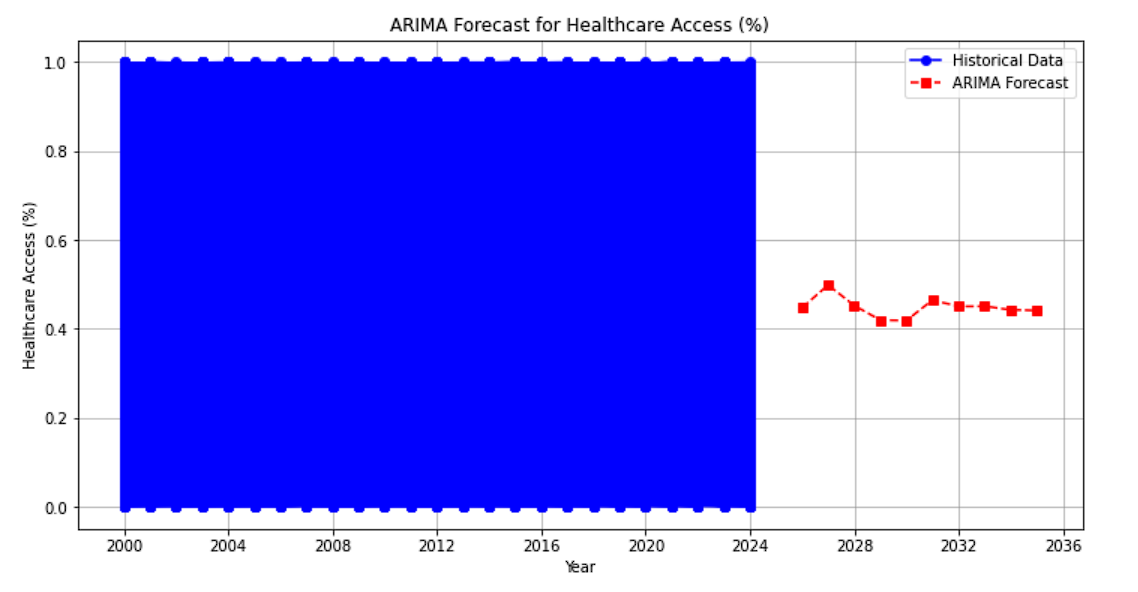 ARIMA Forecast for Healthcare Access (%)
Historical Data
ARIMA Forecast
Healthcare Access (%)
1.0
0.8
0.6
0.4
0.2
0.0
2000 2004 2008 2012 2016 2020 2024 2028 2032 2036
Year